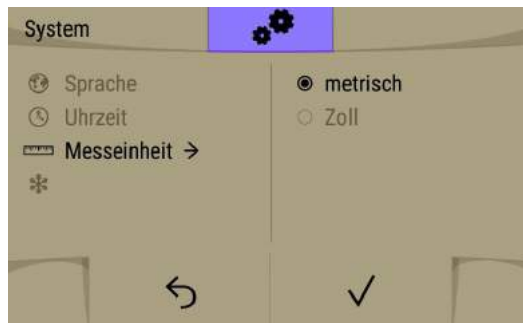 System
Sprache
Uhrzeit
Messeinheit →
metrisch
Zoll